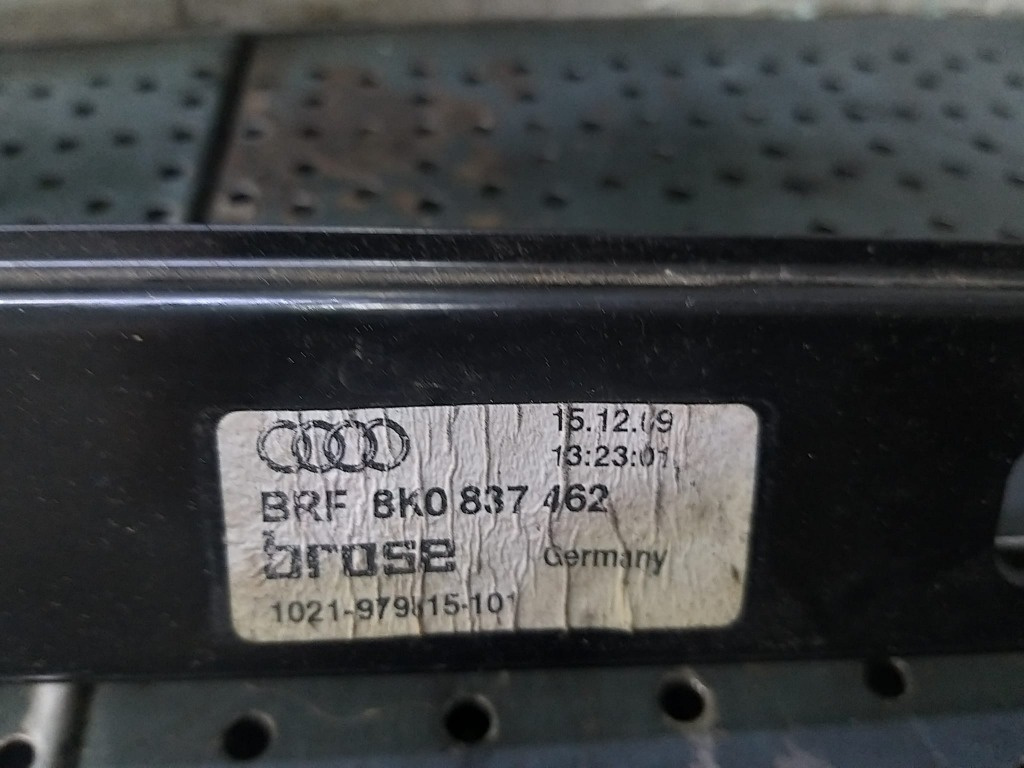 15.12.09
13:23:01
BRF 8K0 837 462
brose Germany